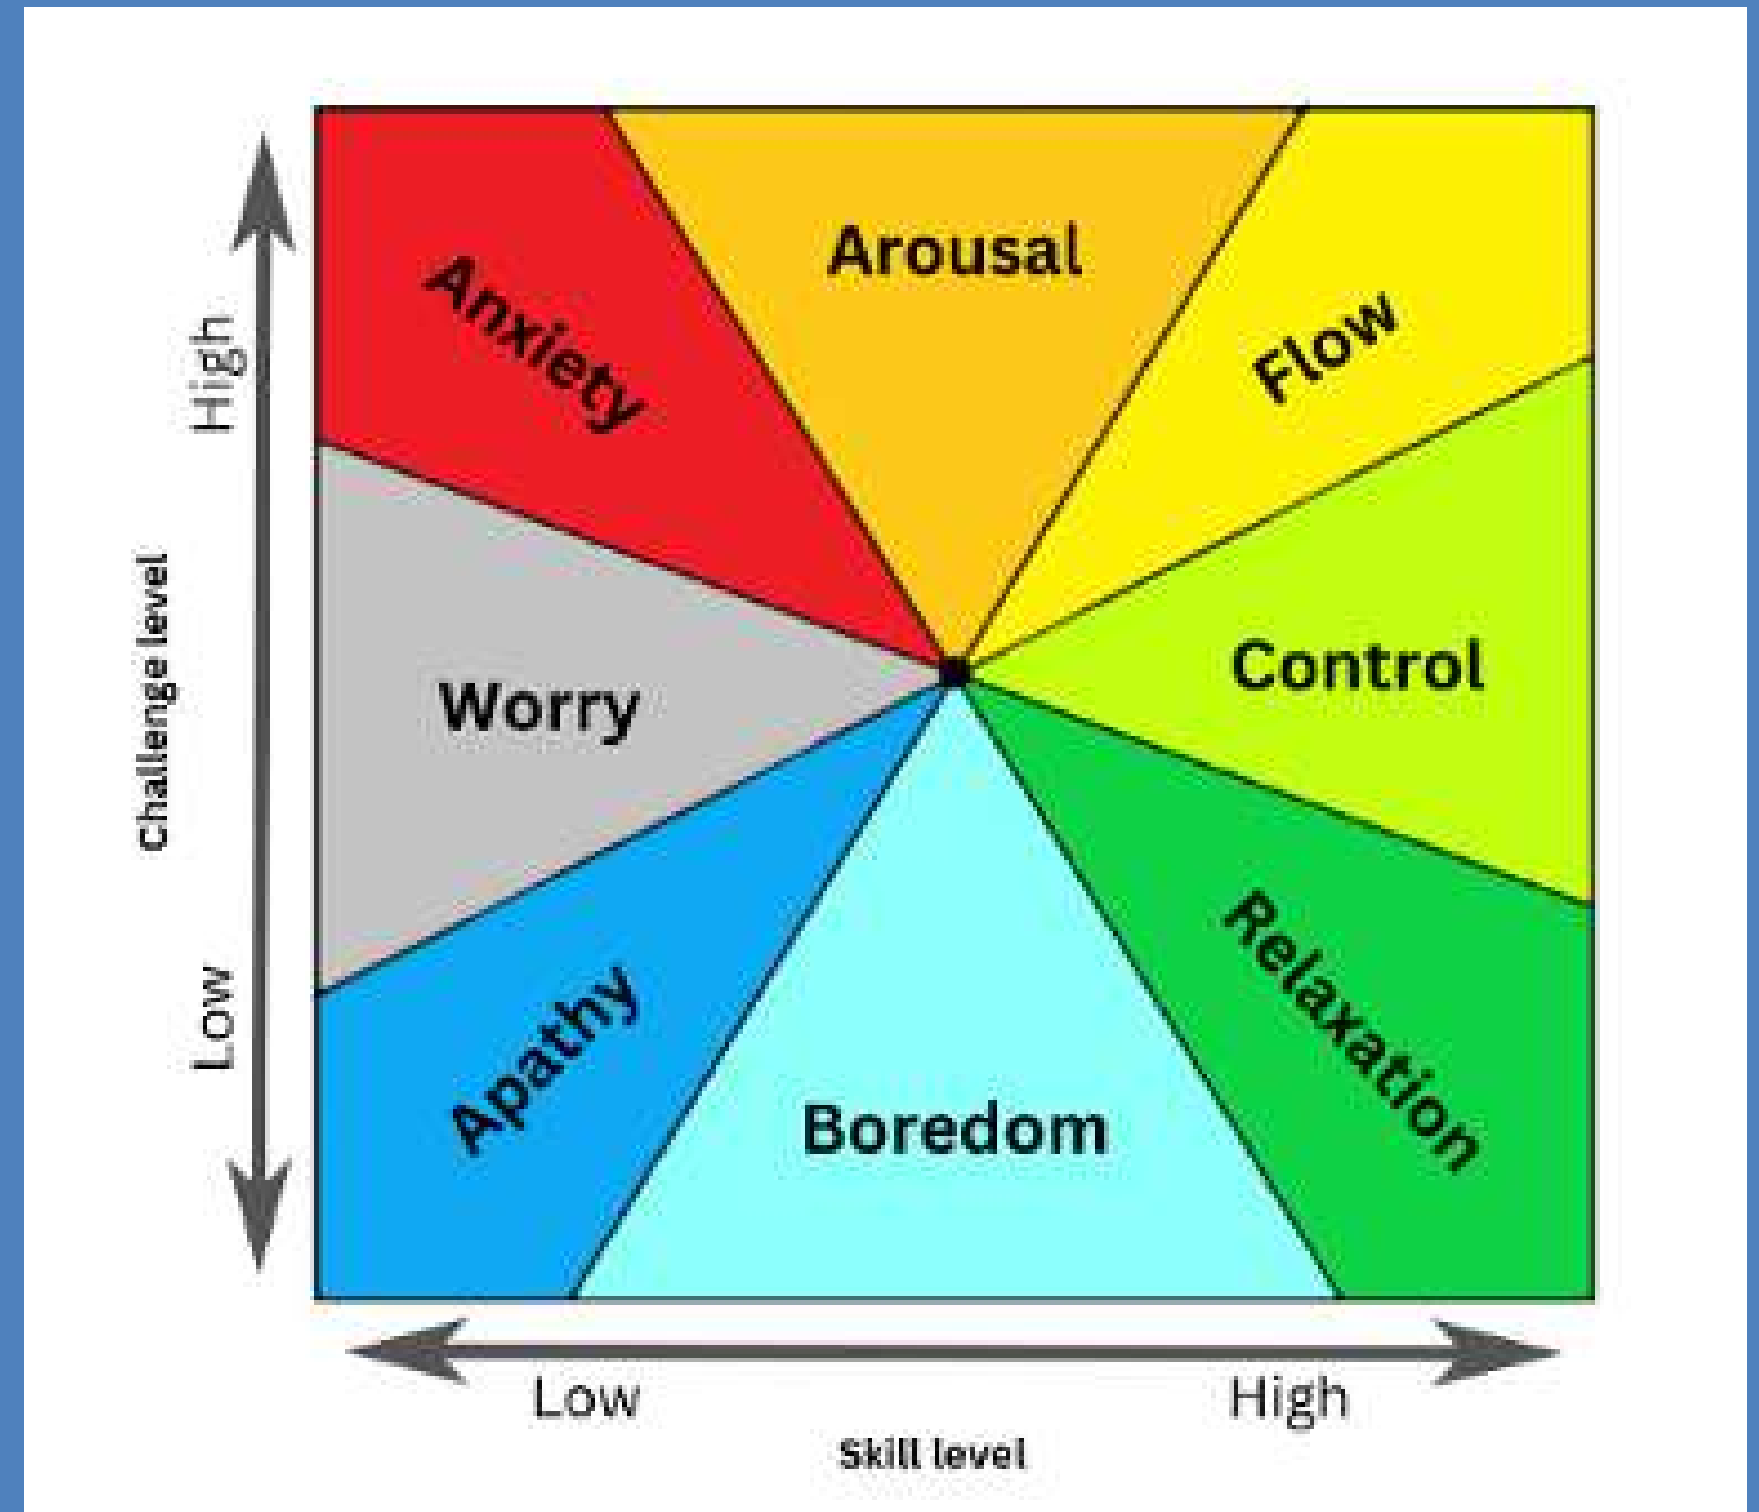 Arousal
Anxiety
Flow
High
Challenge level
Control
Worry
Relaxation
Low
Apathy
Boredom
Low
High
Skill level